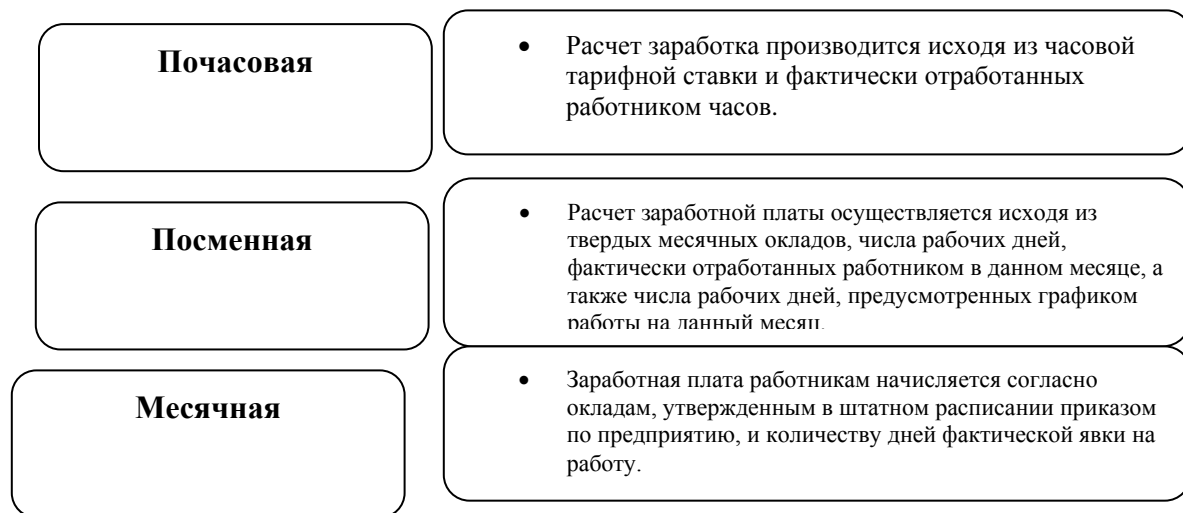 Почасовая
• Расчет заработка производится исходя из часовой
тарифной ставки и фактически отработанных
работником часов.
Посменная
• Расчет заработной платы осуществляется исходя из
твердых месячных окладов, числа рабочих дней,
фактически отработанных работником в данном месяце, а
также числа рабочих дней, предусмотренных графиком
работы на данный месяц.
Месячная
• Заработная плата работникам начисляется согласно
окладам, утвержденным в штатном расписании приказом
по предприятию, и количеству дней фактической явки на
работу.